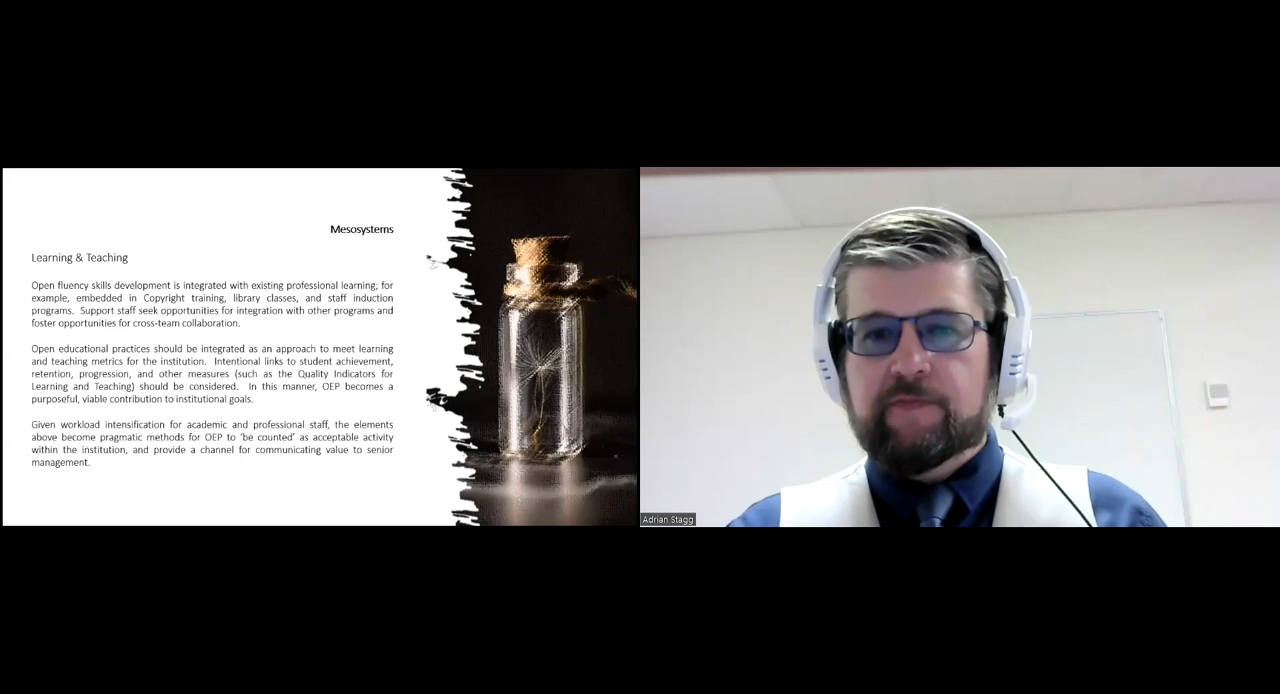 Mesosystems
Learning & Teaching
Open fluency skills development is integrated with existing professional learning; for
example, embedded in Copyright training, library classes, and staff induction
programs. Support staff seek opportunities for integration with other programs and
foster opportunities for cross-team collaboration.
Open educational practices should be integrated as an approach to meet learning
and teaching metrics for the institution. Intentional links to student achievement,
retention, progression, and other measures (such as the Quality Indicators for
Learning and Teaching) should be considered. In this manner, OEP becomes a
purposeful, viable contribution to institutional goals.
Given workload intensification for academic and professional staff, the elements
above become pragmatic methods for OEP to 'be counted' as acceptable activity
within the institution, and provide a channel for communicating value to senior
management.
Adrian Stagg